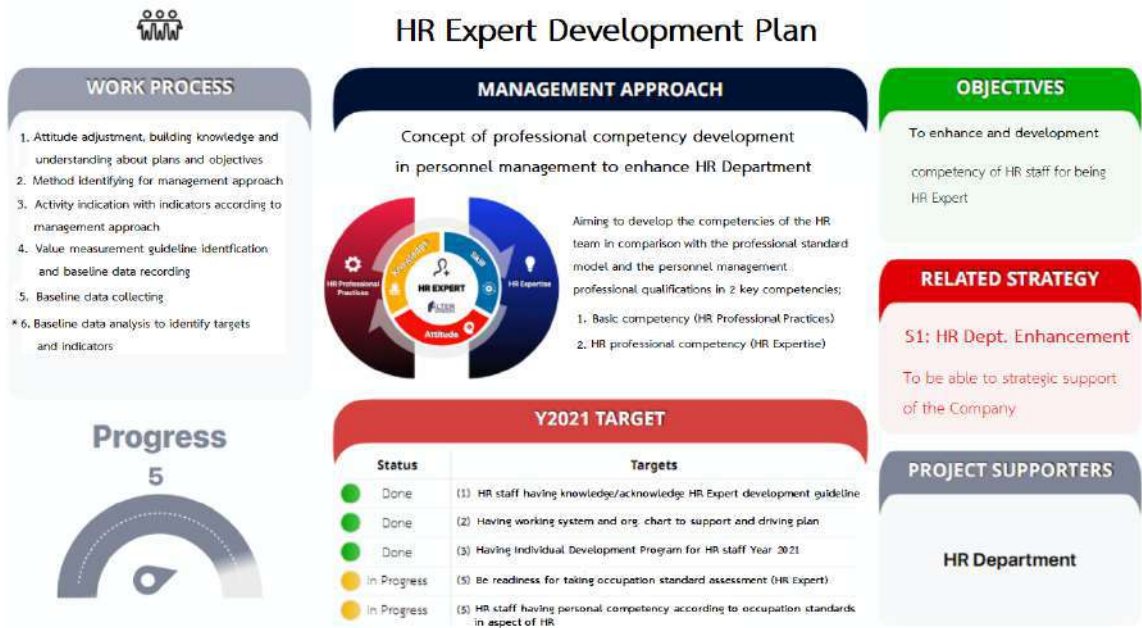 HR Expert Development Plan
WORK PROCESS
1. Attitude adjustment, building knowledge and
understanding about plans and objectives
2. Method identifying for management approach
3. Activity indication with indicators according to
management approach
4. Value measurement guideline identfication
and baseline data recording
5. Baseline data collecting
* 6. Baseline data analysis to identify targets
and indicators
Progress
5
MANAGEMENT APPROACH
Concept of professional competency development
in personnel management to enhance HR Department
HR Professional
Practices
Knowledge
Skill
HR EXPERT
Attitude
HR Expertise
Aiming to develop the competencies of the HR
team in comparison with the professional standard
model and the personnel management
professional qualifications in 2 key competencies;
1. Basic competency (HR Professional Practices)
2. HR professional competency (HR Expertise)
Y2021 TARGET
Status Targets
Done (1) HR staff having knowledge/acknowledge HR Expert development guideline
Done (2) Having working system and org. chart to support and driving plan
Done (3) Having Individual Development Program for HR staff Year 2021
In Progress (5) Be readiness for taking occupation standard assessment (HR Expert)
In Progress (5) HR staff having personal competency according to occupation standards
in aspect of HR
OBJECTIVES
To enhance and development
competency of HR staff for being
HR Expert
RELATED STRATEGY
S1: HR Dept. Enhancement
To be able to strategic support
of the Company
PROJECT SUPPORTERS
HR Department